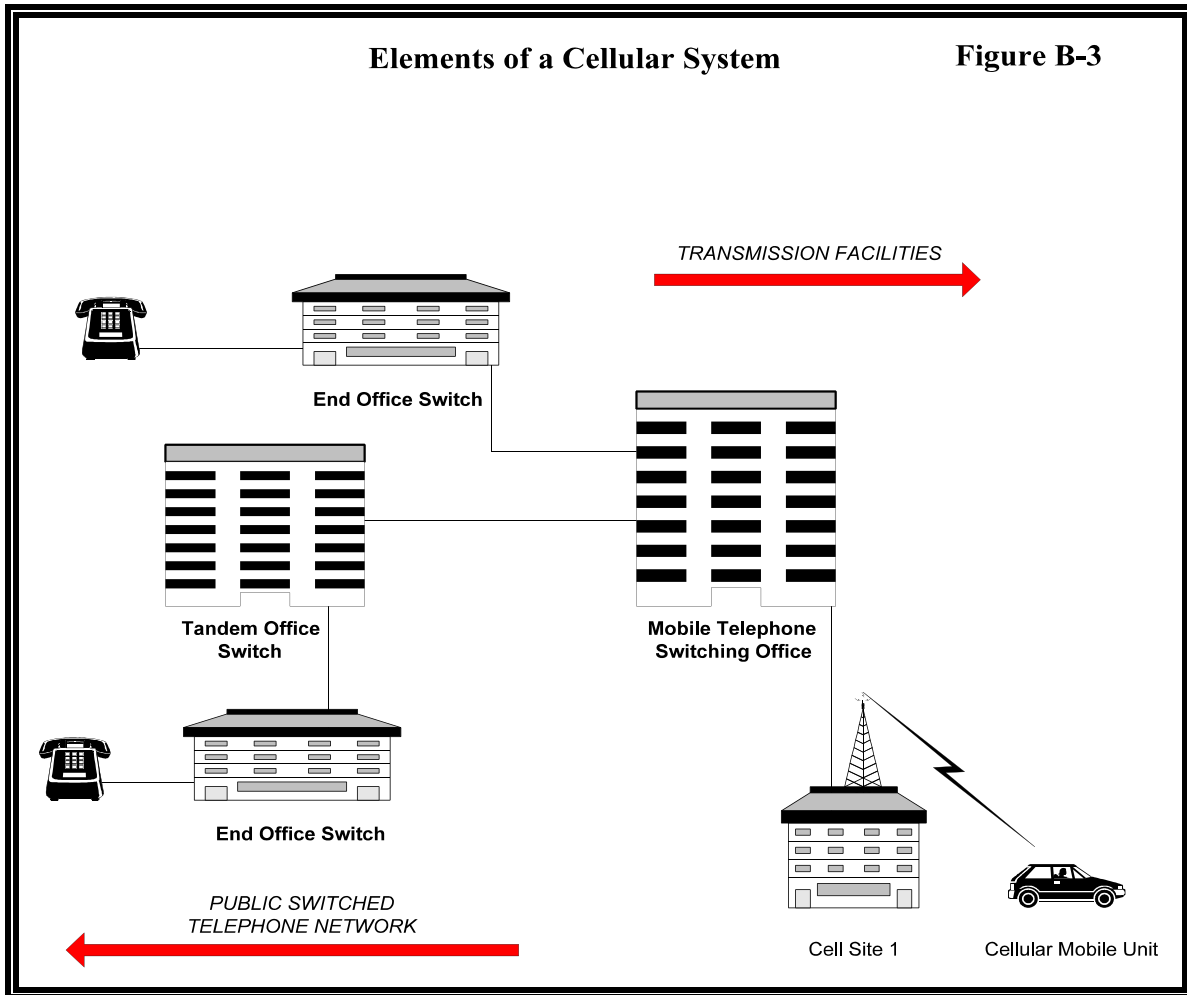 Elements of a Cellular System
Figure B-3
TRANSMISSION FACILITIES
End Office Switch
Tandem Office
Switch
Mobile Telephone
Switching Office
End Office Switch
PUBLIC SWITCHED
TELEPHONE NETWORK
Cell Site 1
Cellular Mobile Unit